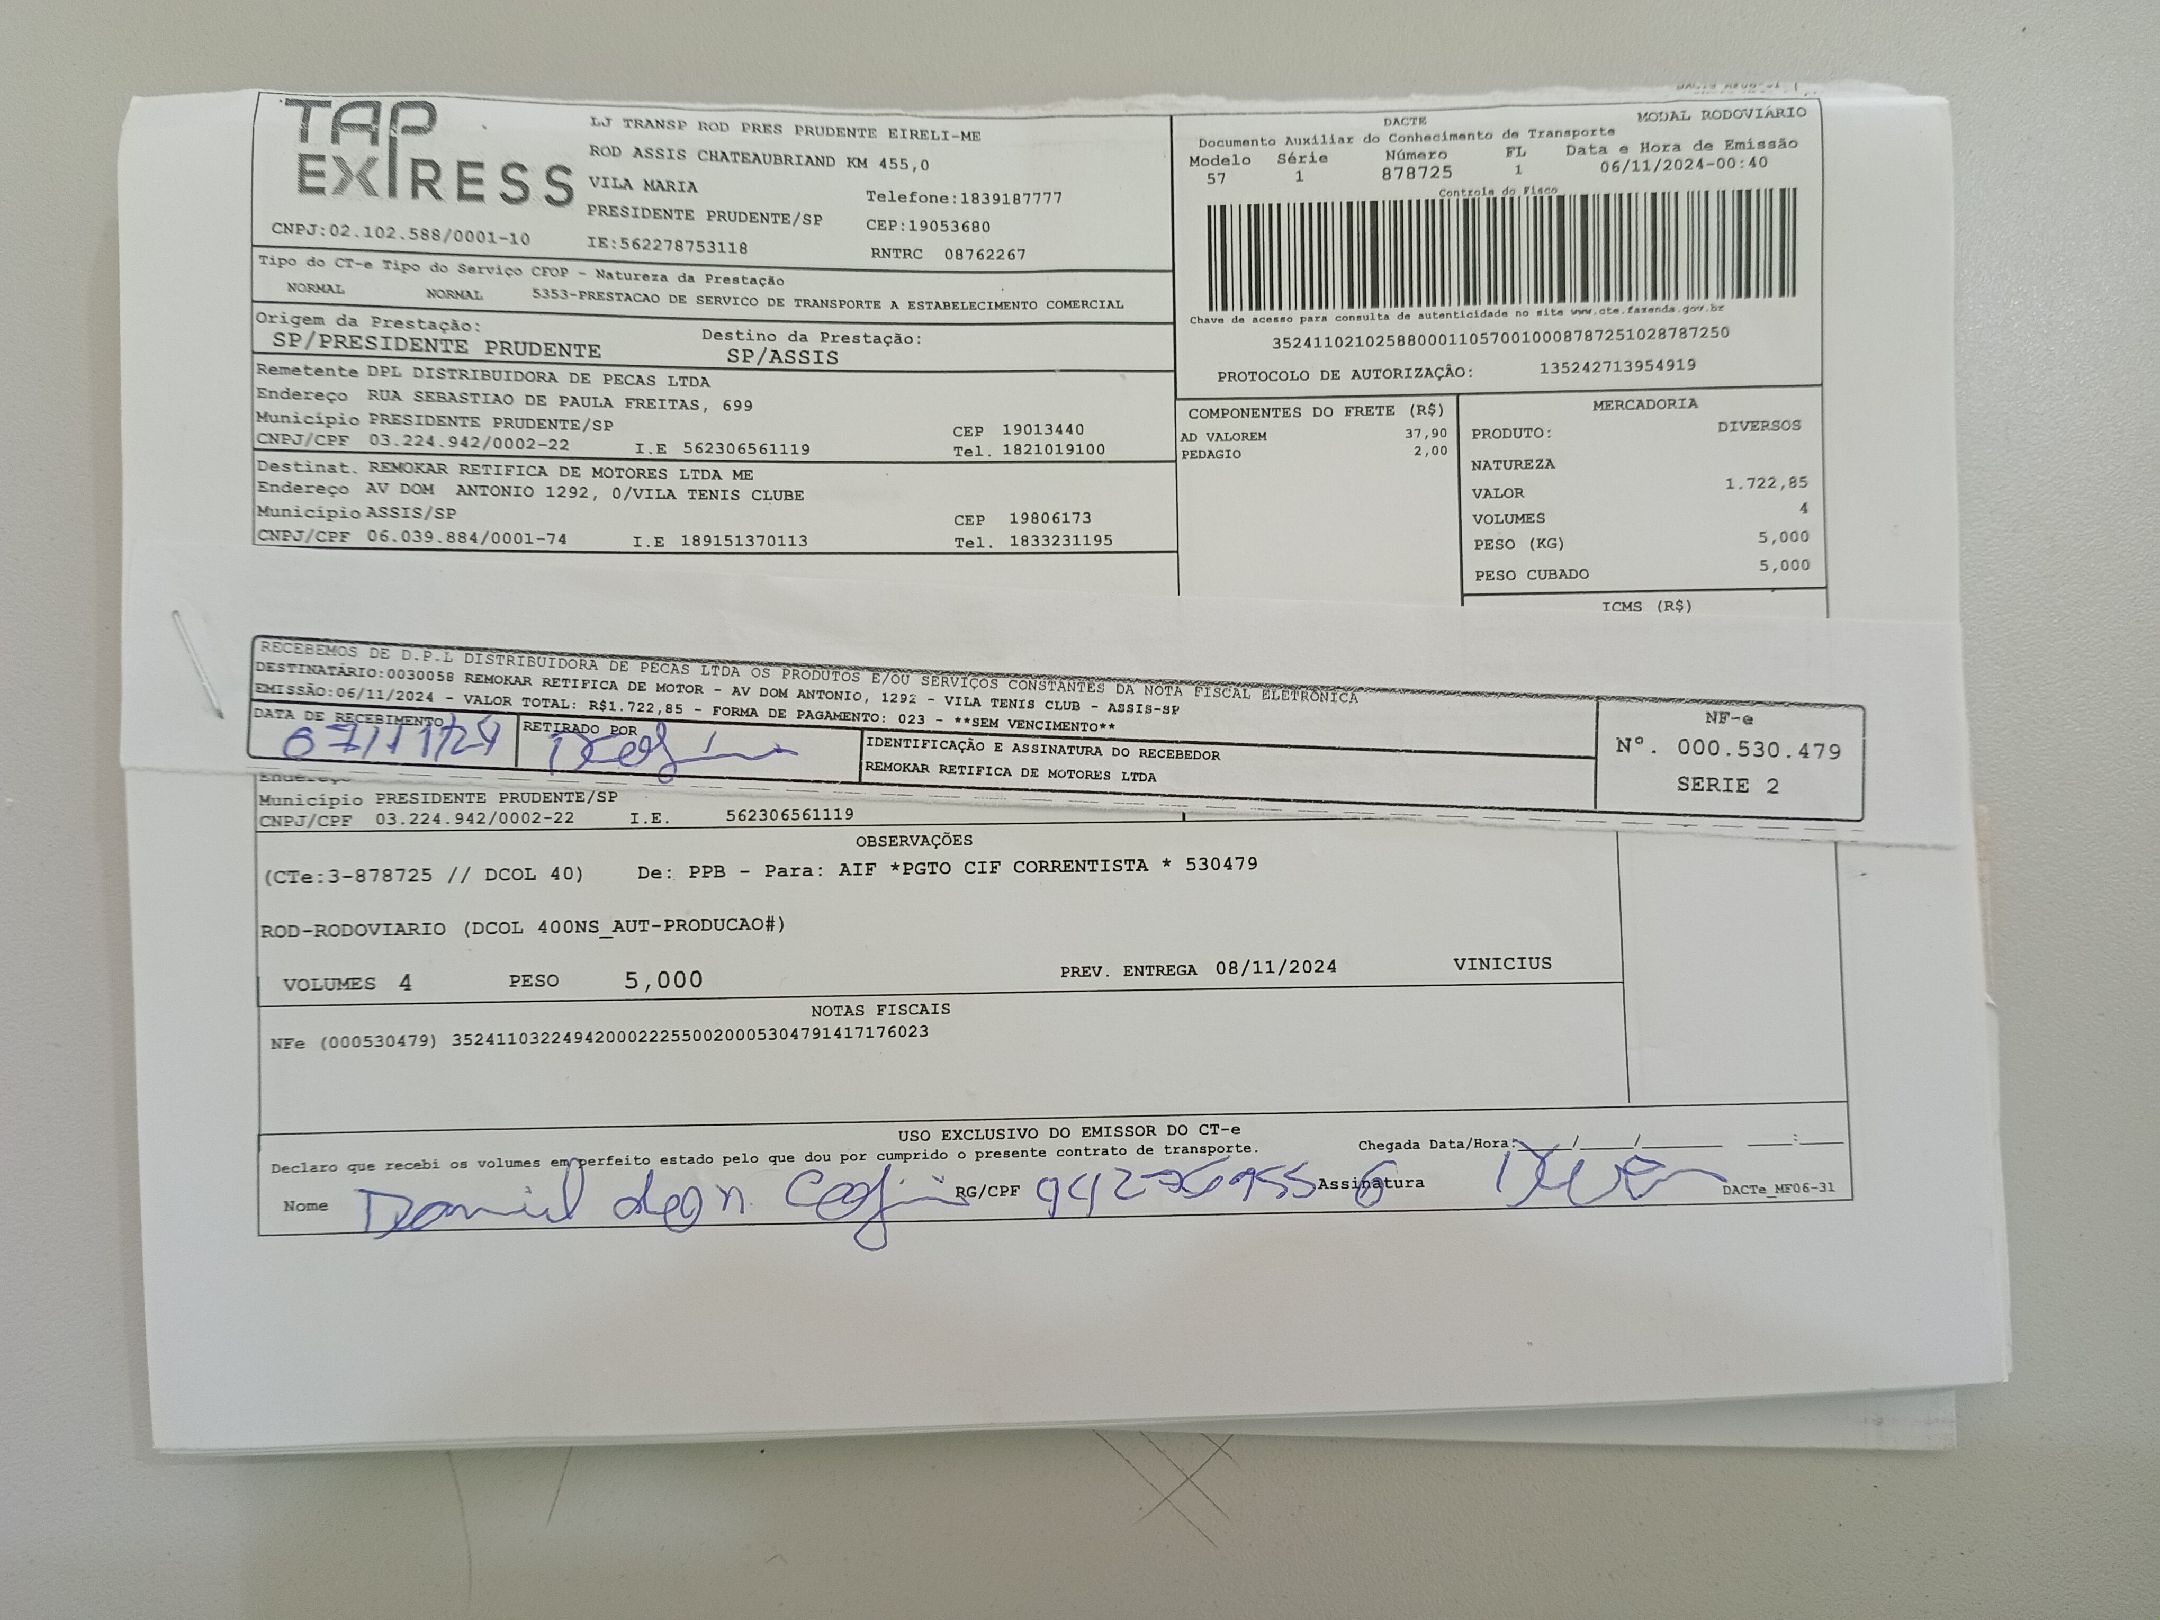 TAP
EXPRESS
LJ TRANSP ROD PRES PRUDENTE EIRELI-ME
ROD ASSIS CHATEAUBRIAND KM 455,0
VILA MARIA
Telefone:1839187777
PRESIDENTE PRUDENTE/SP
CEP:19053680
CNPJ:02.102.588/0001-10
IE:562278753118
RNTRC 08762267
DACTE
MODAL RODOVIÁRIO
Documento Auxiliar do Conhecimento de Transporte
Modelo Série Número FL Data e Hora de Emissão
57 1 878725 1 06/11/2024-00:40
Controle do Fisco
Chave de acesso para consulta de autenticidade no site www.cte.fazenda.gov.br
35241102102588000110570010008787251028787250
PROTOCOLO DE AUTORIZAÇÃO: 135242713954919
Tipo do CT-e Tipo do Serviço CFOP - Natureza da Prestação
NORMAL NORMAL 5353-PRESTACAO DE SERVICO DE TRANSPORTE A ESTABELECIMENTO COMERCIAL
Origem da Prestação: Destino da Prestação:
SP/PRESIDENTE PRUDENTE SP/ASSIS
Remetente DPL DISTRIBUIDORA DE PECAS LTDA
Endereço RUA SEBASTIAO DE PAULA FREITAS, 699
Município PRESIDENTE PRUDENTE/SP CEP 19013440
CNPJ/CPF 03.224.942/0002-22 I.E 562306561119 Tel. 1821019100
Destinat. REMOKAR RETIFICA DE MOTORES LTDA ME
Endereço AV DOM ANTONIO 1292, 0/VILA TENIS CLUBE
Município ASSIS/SP CEP 19806173
CNPJ/CPF 06.039.884/0001-74 I.E 189151370113 Tel. 1833231195
COMPONENTES DO FRETE (R$)
AD VALOREM 37,90
PEDAGIO 2,00
MERCADORIA
PRODUTO: DIVERSOS
NATUREZA
VALOR 1.722,85
VOLUMES 4
PESO (KG) 5,000
PESO CUBADO 5,000
ICMS (R$)
RECEBEMOS DE D.P.L DISTRIBUIDORA DE PECAS LTDA OS PRODUTOS E/OU SERVIÇOS CONSTANTES DA NOTA FISCAL ELETRÔNICA
DESTINATÁRIO:0030058 REMOKAR RETIFICA DE MOTOR - AV DOM ANTONIO, 1292 - VILA TENIS CLUB - ASSIS-SP
EMISSÃO:06/11/2024 - VALOR TOTAL: R$1.722,85 - FORMA DE PAGAMENTO: 023 - **SEM VENCIMENTO**
DATA DE RECEBIMENTO RETIRADO POR IDENTIFICAÇÃO E ASSINATURA DO RECEBEDOR
07/11/24
REMOKAR RETIFICA DE MOTORES LTDA
NF-e
Nº. 000.530.479
SERIE 2
Endereço
Município PRESIDENTE PRUDENTE/SP
CNPJ/CPF 03.224.942/0002-22 I.E. 562306561119
OBSERVAÇÕES
(CTe:3-878725 // DCOL 40) De: PPB - Para: AIF *PGTO CIF CORRENTISTA * 530479
ROD-RODOVIARIO (DCOL 400NS_AUT-PRODUCAO#)
VOLUMES 4 PESO 5,000 PREV. ENTREGA 08/11/2024 VINICIUS
NOTAS FISCAIS
NFe (000530479) 35241103224942000222550020005304791417176023
USO EXCLUSIVO DO EMISSOR DO CT-e
Declaro que recebi os volumes em perfeito estado pelo que dou por cumprido o presente contrato de transporte. Chegada Data/Hora: / / :
Nome Daniel RG/CPF Assinatura
DACTe_MF06-31